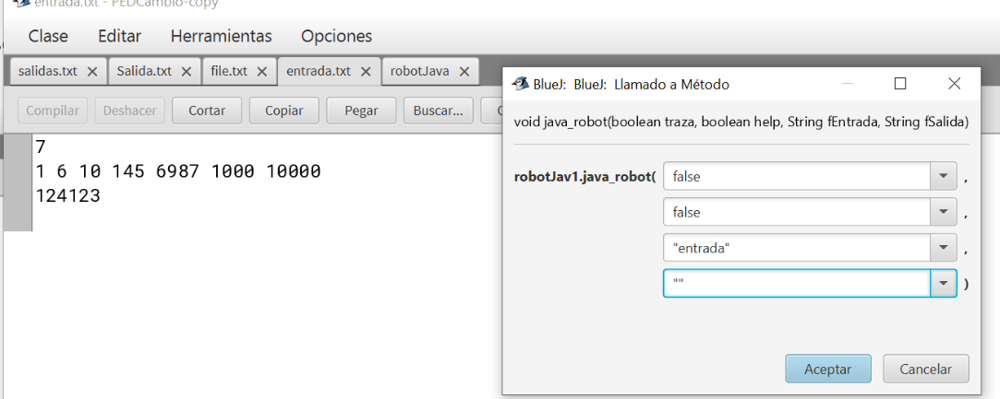 entrada.txt - PEDCambio-copy
Clase Editar Herramientas Opciones
salidas.txt Salida.txt file.txt entrada.txt robotJava
Compilar Deshacer Cortar Copiar Pegar Buscar...
7
1 6 10 145 6987 1000 10000
124123
BlueJ: BlueJ: Llamado a Método
void java_robot(boolean traza, boolean help, String fEntrada, String fSalida)
robotJav1.java_robot( false ,
false ,
"entrada" ,
"" )
Aceptar Cancelar